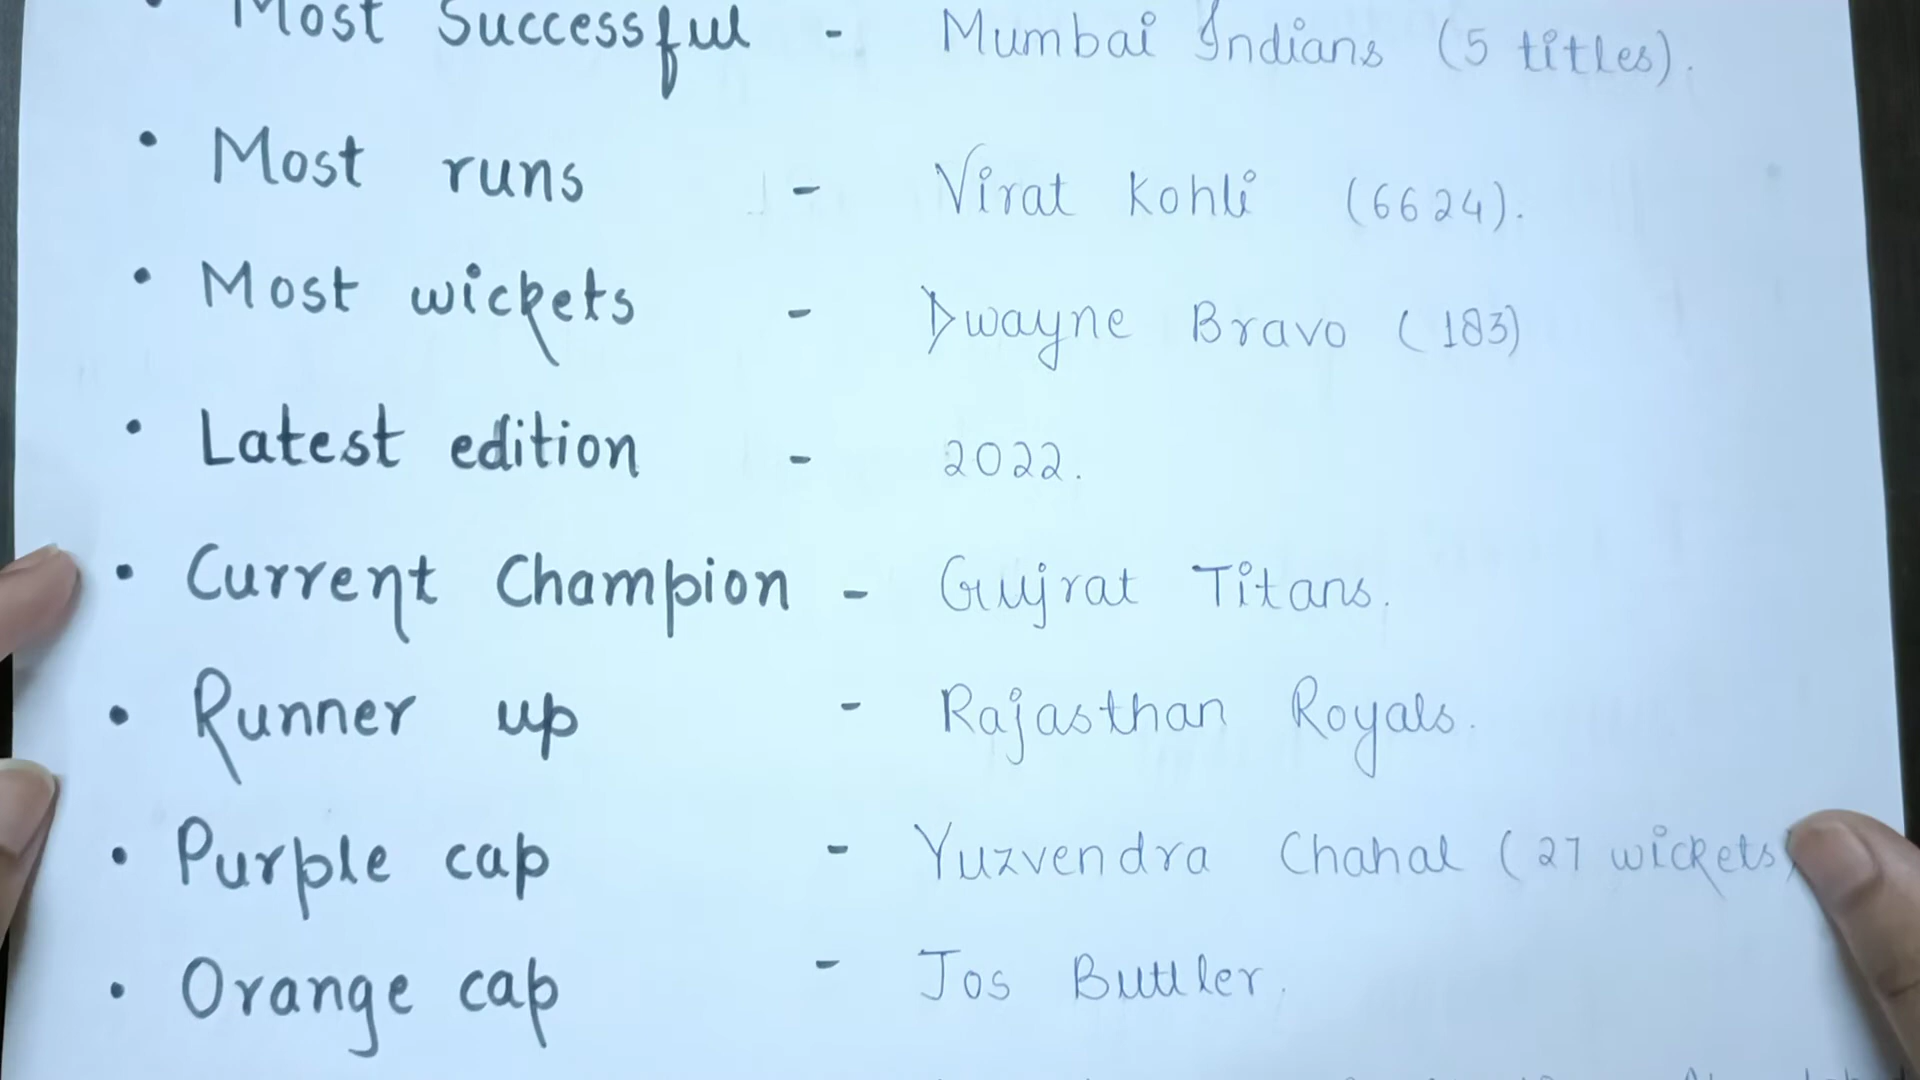 • Most Successful - Mumbai Indians (5 titles).
• Most runs - Virat Kohli (6624).
• Most wickets - Dwayne Bravo (183)
• Latest edition - 2022.
• Current Champion - Gujrat Titans.
• Runner up - Rajasthan Royals.
• Purple cap - Yuzvendra Chahal (27 wickets)
• Orange cap - Jos Buttler.